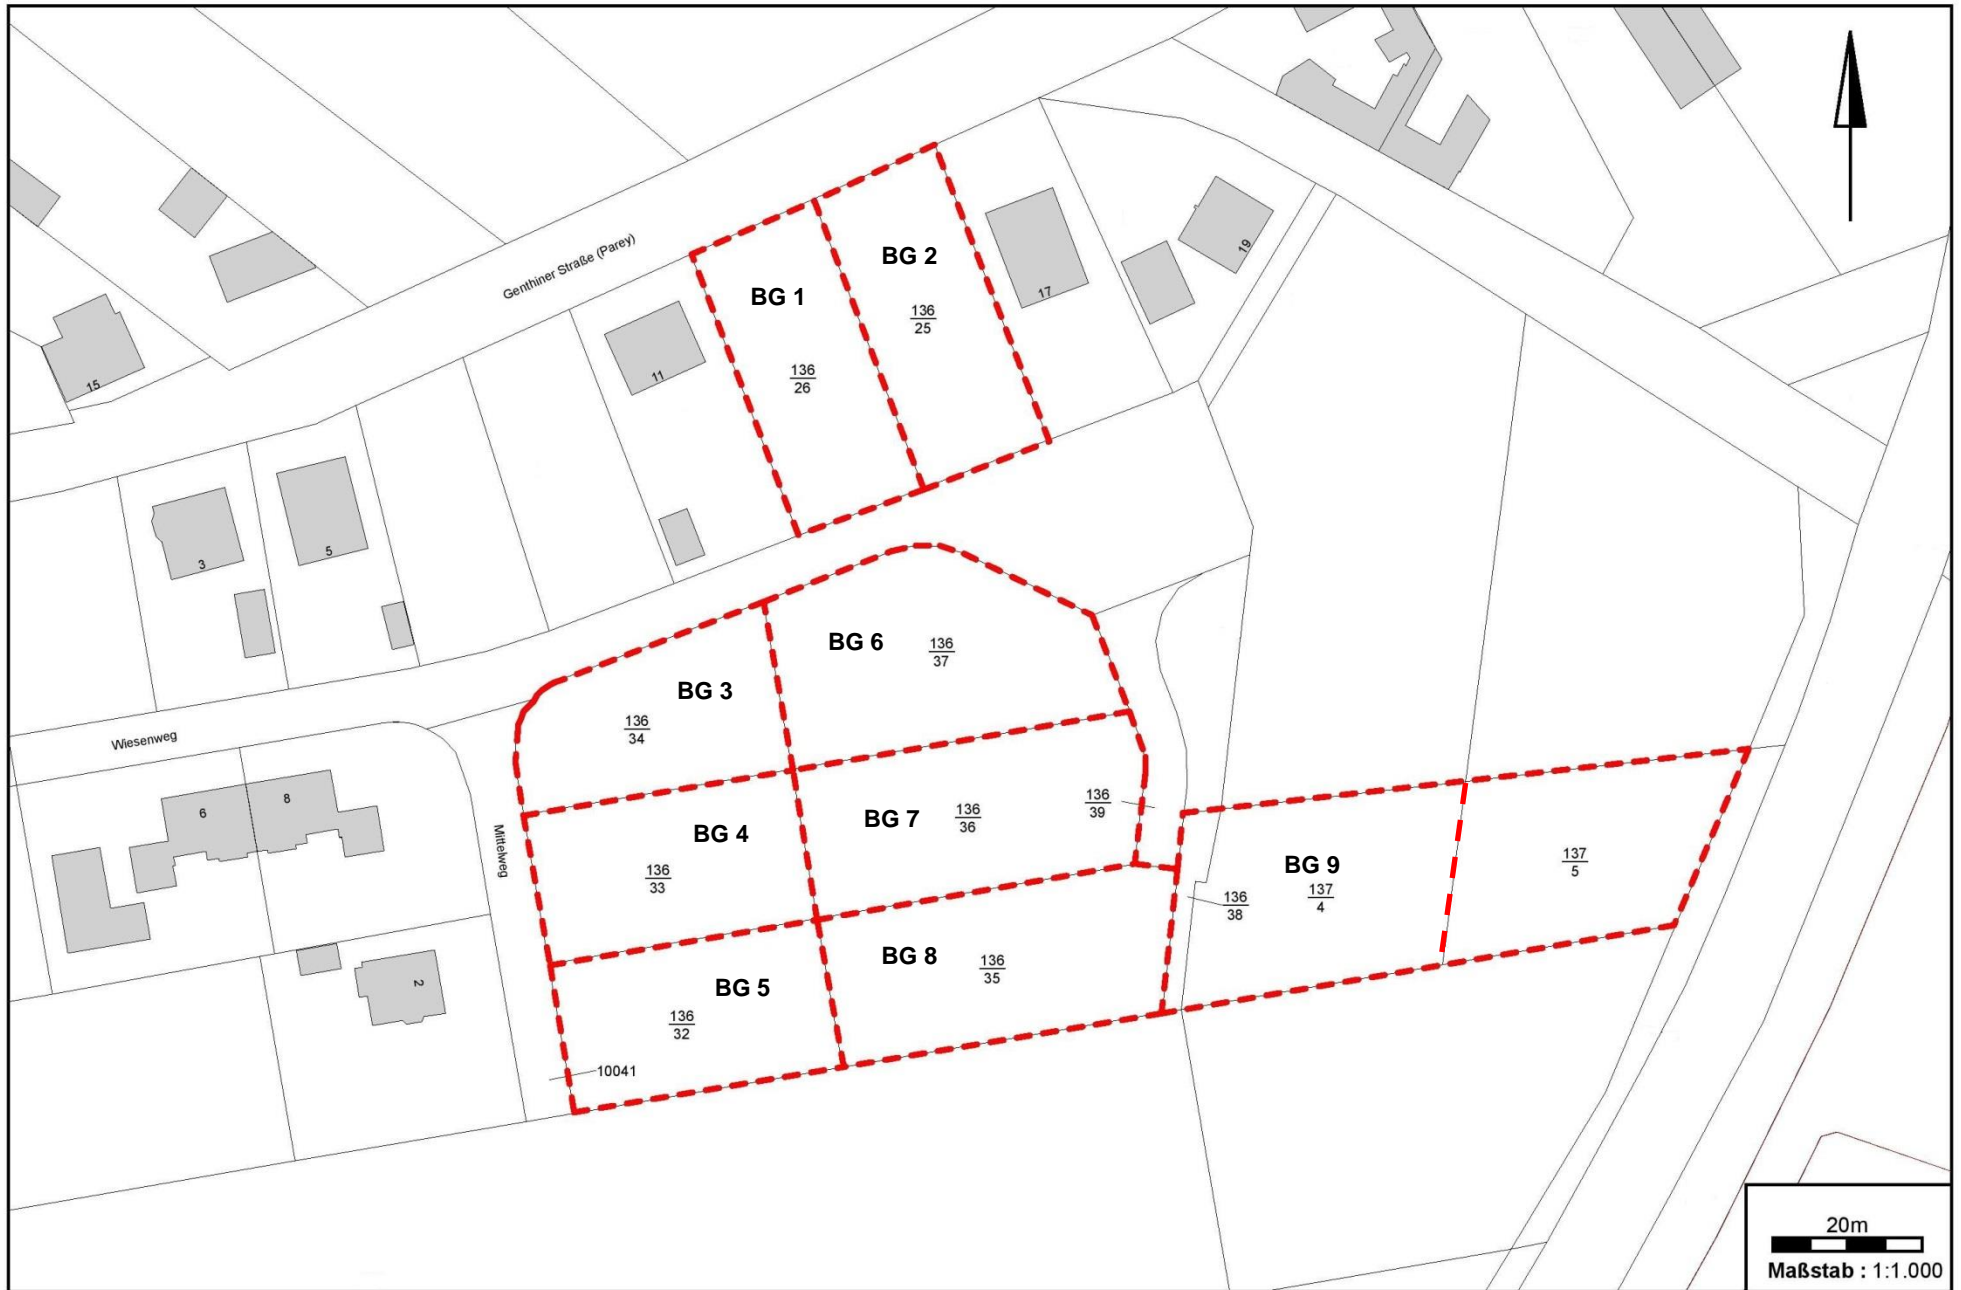 Genthiner Straße (Parey)
BG 1
136
26
BG 2
136
25
17
19
15
11
3
5
BG 6
136
37
BG 3
136
34
Wiesenweg
6
8
Mittelweg
BG 4
136
33
BG 7
136
36
136
39
BG 9
137
4
137
5
136
38
BG 8
136
35
2
BG 5
136
32
10041
20m
Maßstab : 1:1.000